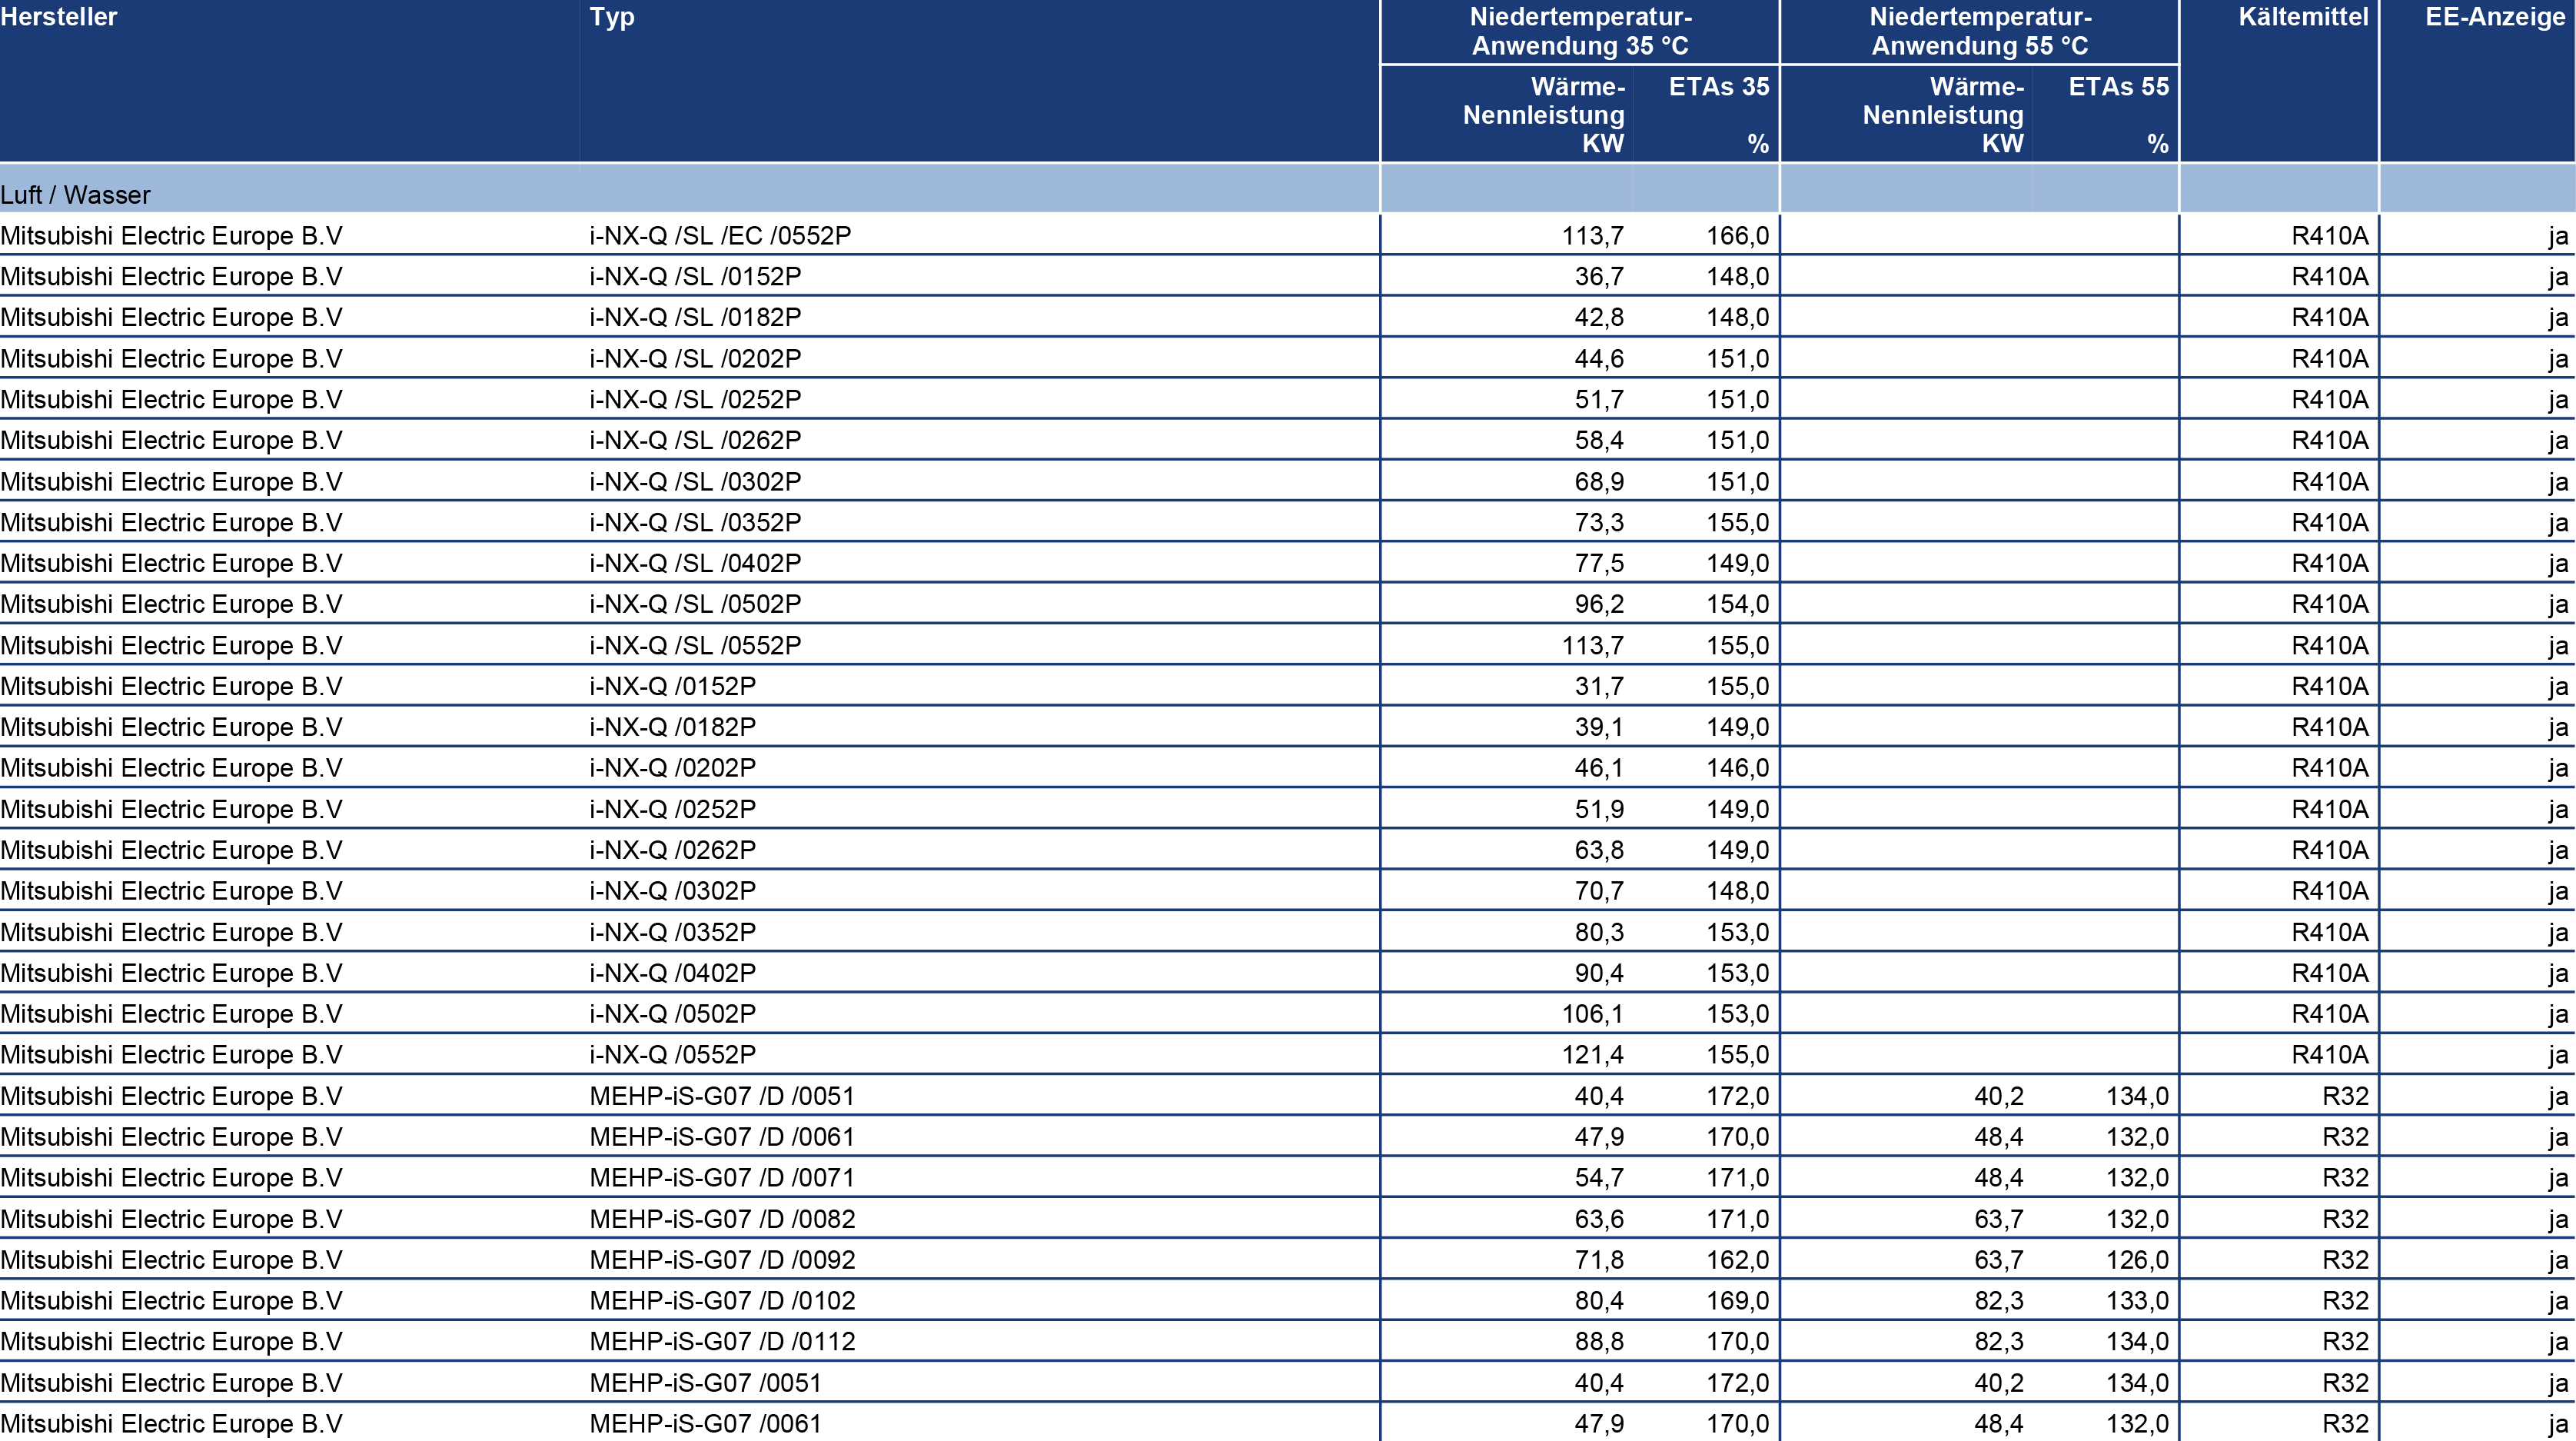 Hersteller Typ Niedertemperatur- Niedertemperatur- Kältemittel EE-Anzeige
Anwendung 35 °C Anwendung 55 °C
Wärme- ETAs 35 Wärme- ETAs 55
Nennleistung Nennleistung
KW % KW %
Luft / Wasser
Mitsubishi Electric Europe B.V i-NX-Q /SL /EC /0552P 113,7 166,0 R410A ja
Mitsubishi Electric Europe B.V i-NX-Q /SL /0152P 36,7 148,0 R410A ja
Mitsubishi Electric Europe B.V i-NX-Q /SL /0182P 42,8 148,0 R410A ja
Mitsubishi Electric Europe B.V i-NX-Q /SL /0202P 44,6 151,0 R410A ja
Mitsubishi Electric Europe B.V i-NX-Q /SL /0252P 51,7 151,0 R410A ja
Mitsubishi Electric Europe B.V i-NX-Q /SL /0262P 58,4 151,0 R410A ja
Mitsubishi Electric Europe B.V i-NX-Q /SL /0302P 68,9 151,0 R410A ja
Mitsubishi Electric Europe B.V i-NX-Q /SL /0352P 73,3 155,0 R410A ja
Mitsubishi Electric Europe B.V i-NX-Q /SL /0402P 77,5 149,0 R410A ja
Mitsubishi Electric Europe B.V i-NX-Q /SL /0502P 96,2 154,0 R410A ja
Mitsubishi Electric Europe B.V i-NX-Q /SL /0552P 113,7 155,0 R410A ja
Mitsubishi Electric Europe B.V i-NX-Q /0152P 31,7 155,0 R410A ja
Mitsubishi Electric Europe B.V i-NX-Q /0182P 39,1 149,0 R410A ja
Mitsubishi Electric Europe B.V i-NX-Q /0202P 46,1 146,0 R410A ja
Mitsubishi Electric Europe B.V i-NX-Q /0252P 51,9 149,0 R410A ja
Mitsubishi Electric Europe B.V i-NX-Q /0262P 63,8 149,0 R410A ja
Mitsubishi Electric Europe B.V i-NX-Q /0302P 70,7 148,0 R410A ja
Mitsubishi Electric Europe B.V i-NX-Q /0352P 80,3 153,0 R410A ja
Mitsubishi Electric Europe B.V i-NX-Q /0402P 90,4 153,0 R410A ja
Mitsubishi Electric Europe B.V i-NX-Q /0502P 106,1 153,0 R410A ja
Mitsubishi Electric Europe B.V i-NX-Q /0552P 121,4 155,0 R410A ja
Mitsubishi Electric Europe B.V MEHP-iS-G07 /D /0051 40,4 172,0 40,2 134,0 R32 ja
Mitsubishi Electric Europe B.V MEHP-iS-G07 /D /0061 47,9 170,0 48,4 132,0 R32 ja
Mitsubishi Electric Europe B.V MEHP-iS-G07 /D /0071 54,7 171,0 48,4 132,0 R32 ja
Mitsubishi Electric Europe B.V MEHP-iS-G07 /D /0082 63,6 171,0 63,7 132,0 R32 ja
Mitsubishi Electric Europe B.V MEHP-iS-G07 /D /0092 71,8 162,0 63,7 126,0 R32 ja
Mitsubishi Electric Europe B.V MEHP-iS-G07 /D /0102 80,4 169,0 82,3 133,0 R32 ja
Mitsubishi Electric Europe B.V MEHP-iS-G07 /D /0112 88,8 170,0 82,3 134,0 R32 ja
Mitsubishi Electric Europe B.V MEHP-iS-G07 /0051 40,4 172,0 40,2 134,0 R32 ja
Mitsubishi Electric Europe B.V MEHP-iS-G07 /0061 47,9 170,0 48,4 132,0 R32 ja